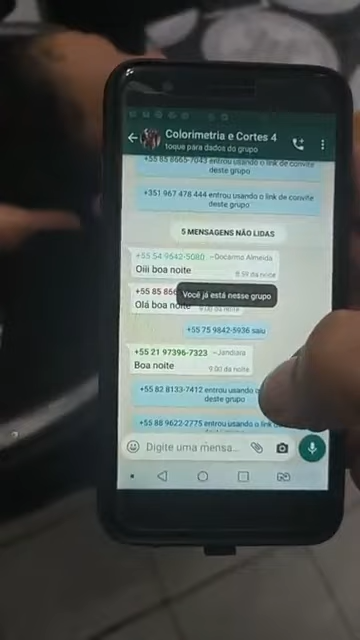 Colorimetria e Cortes 4
toque para dados do grupo
+55 85 8665-7043 entrou usando o link de convite
deste grupo
+351 967 478 444 entrou usando o link de convite
deste grupo
5 MENSAGENS NÃO LIDAS
+55 54 9642-5080 ~Docarmo Almeida
Oiii boa noite
8:59 da noite
+55 85 866
Você já está nesse grupo
Olá boa noite
9:00 da noite
+55 75 9842-5936 saiu
+55 21 97396-7323 ~Jandiara
Boa noite
9:00 da noite
+55 82 8133-7412 entrou usando o
deste grupo
+55 88 9622-2775 entrou usando o link
Digite uma mensa...